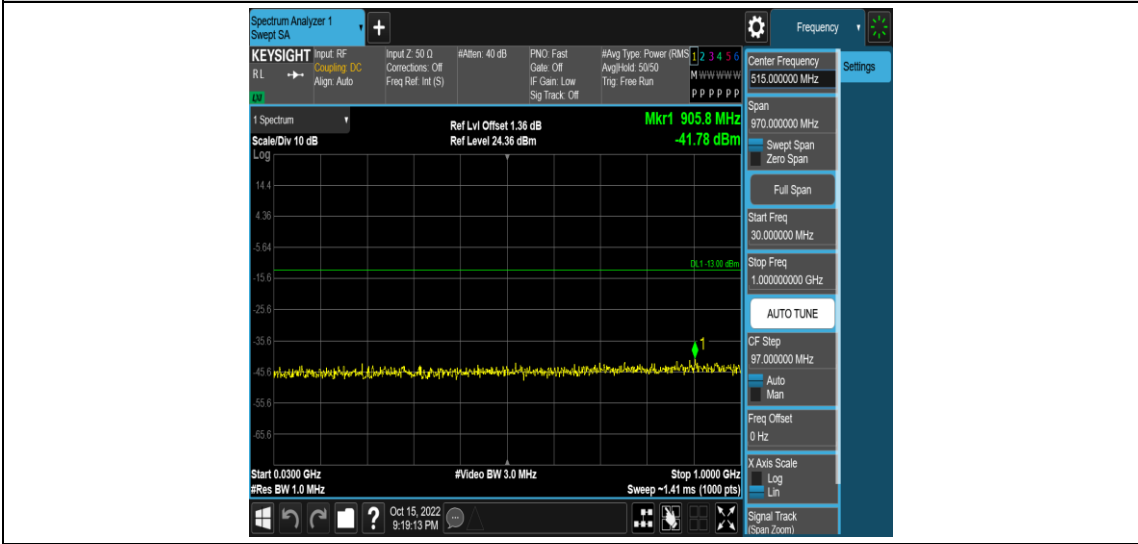 Spectrum Analyzer 1
Swept SA
+
Frequency
KEYSIGHT
RL
Input: RF
Coupling: DC
Align: Auto
Input Z: 50 Ω
Corrections: Off
Freq Ref: Int (S)
#Atten: 40 dB
PNO: Fast
Gate: Off
IF Gain: Low
Sig Track: Off
#Avg Type: Power (RMS
Avg|Hold: 50/50
Trig: Free Run
1 2 3 4 5 6
M W W W W W
P P P P P P
1 Spectrum
Scale/Div 10 dB
Log
Ref Lvl Offset 1.36 dB
Ref Level 24.36 dBm
Mkr1 905.8 MHz
-41.78 dBm
14.4
4.36
-5.64
DL1 -13.00 dBm
-15.6
-25.6
-35.6
1
-45.6
-55.6
-65.6
Start 0.0300 GHz
#Res BW 1.0 MHz
#Video BW 3.0 MHz
Stop 1.0000 GHz
Sweep ~1.41 ms (1000 pts)
?
Oct 15, 2022
9:19:13 PM
Center Frequency
515.000000 MHz
Settings
Span
970.000000 MHz
Swept Span
Zero Span
Full Span
Start Freq
30.000000 MHz
Stop Freq
1.000000000 GHz
AUTO TUNE
CF Step
97.000000 MHz
Auto
Man
Freq Offset
0 Hz
X Axis Scale
Log
Lin
Signal Track
(Span Zoom)